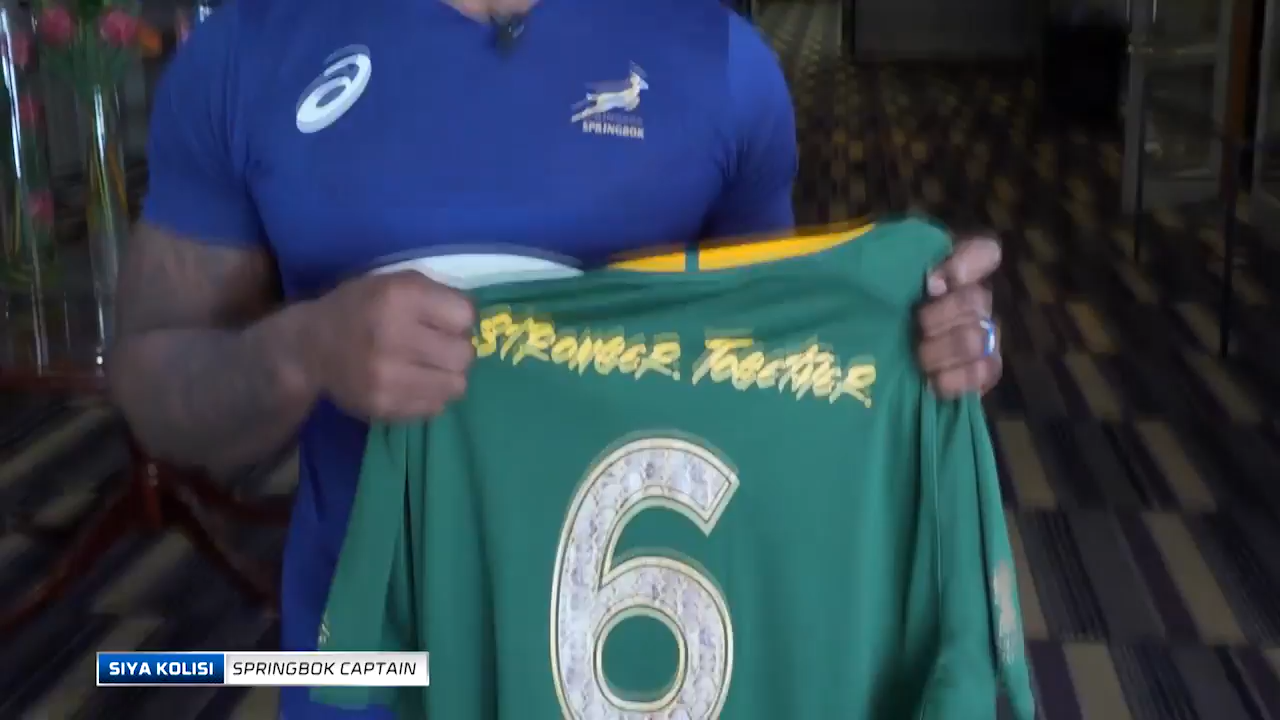 SPRINGBOK
STRONGER. TOGETHER.
6
SIYA KOLISI SPRINGBOK CAPTAIN